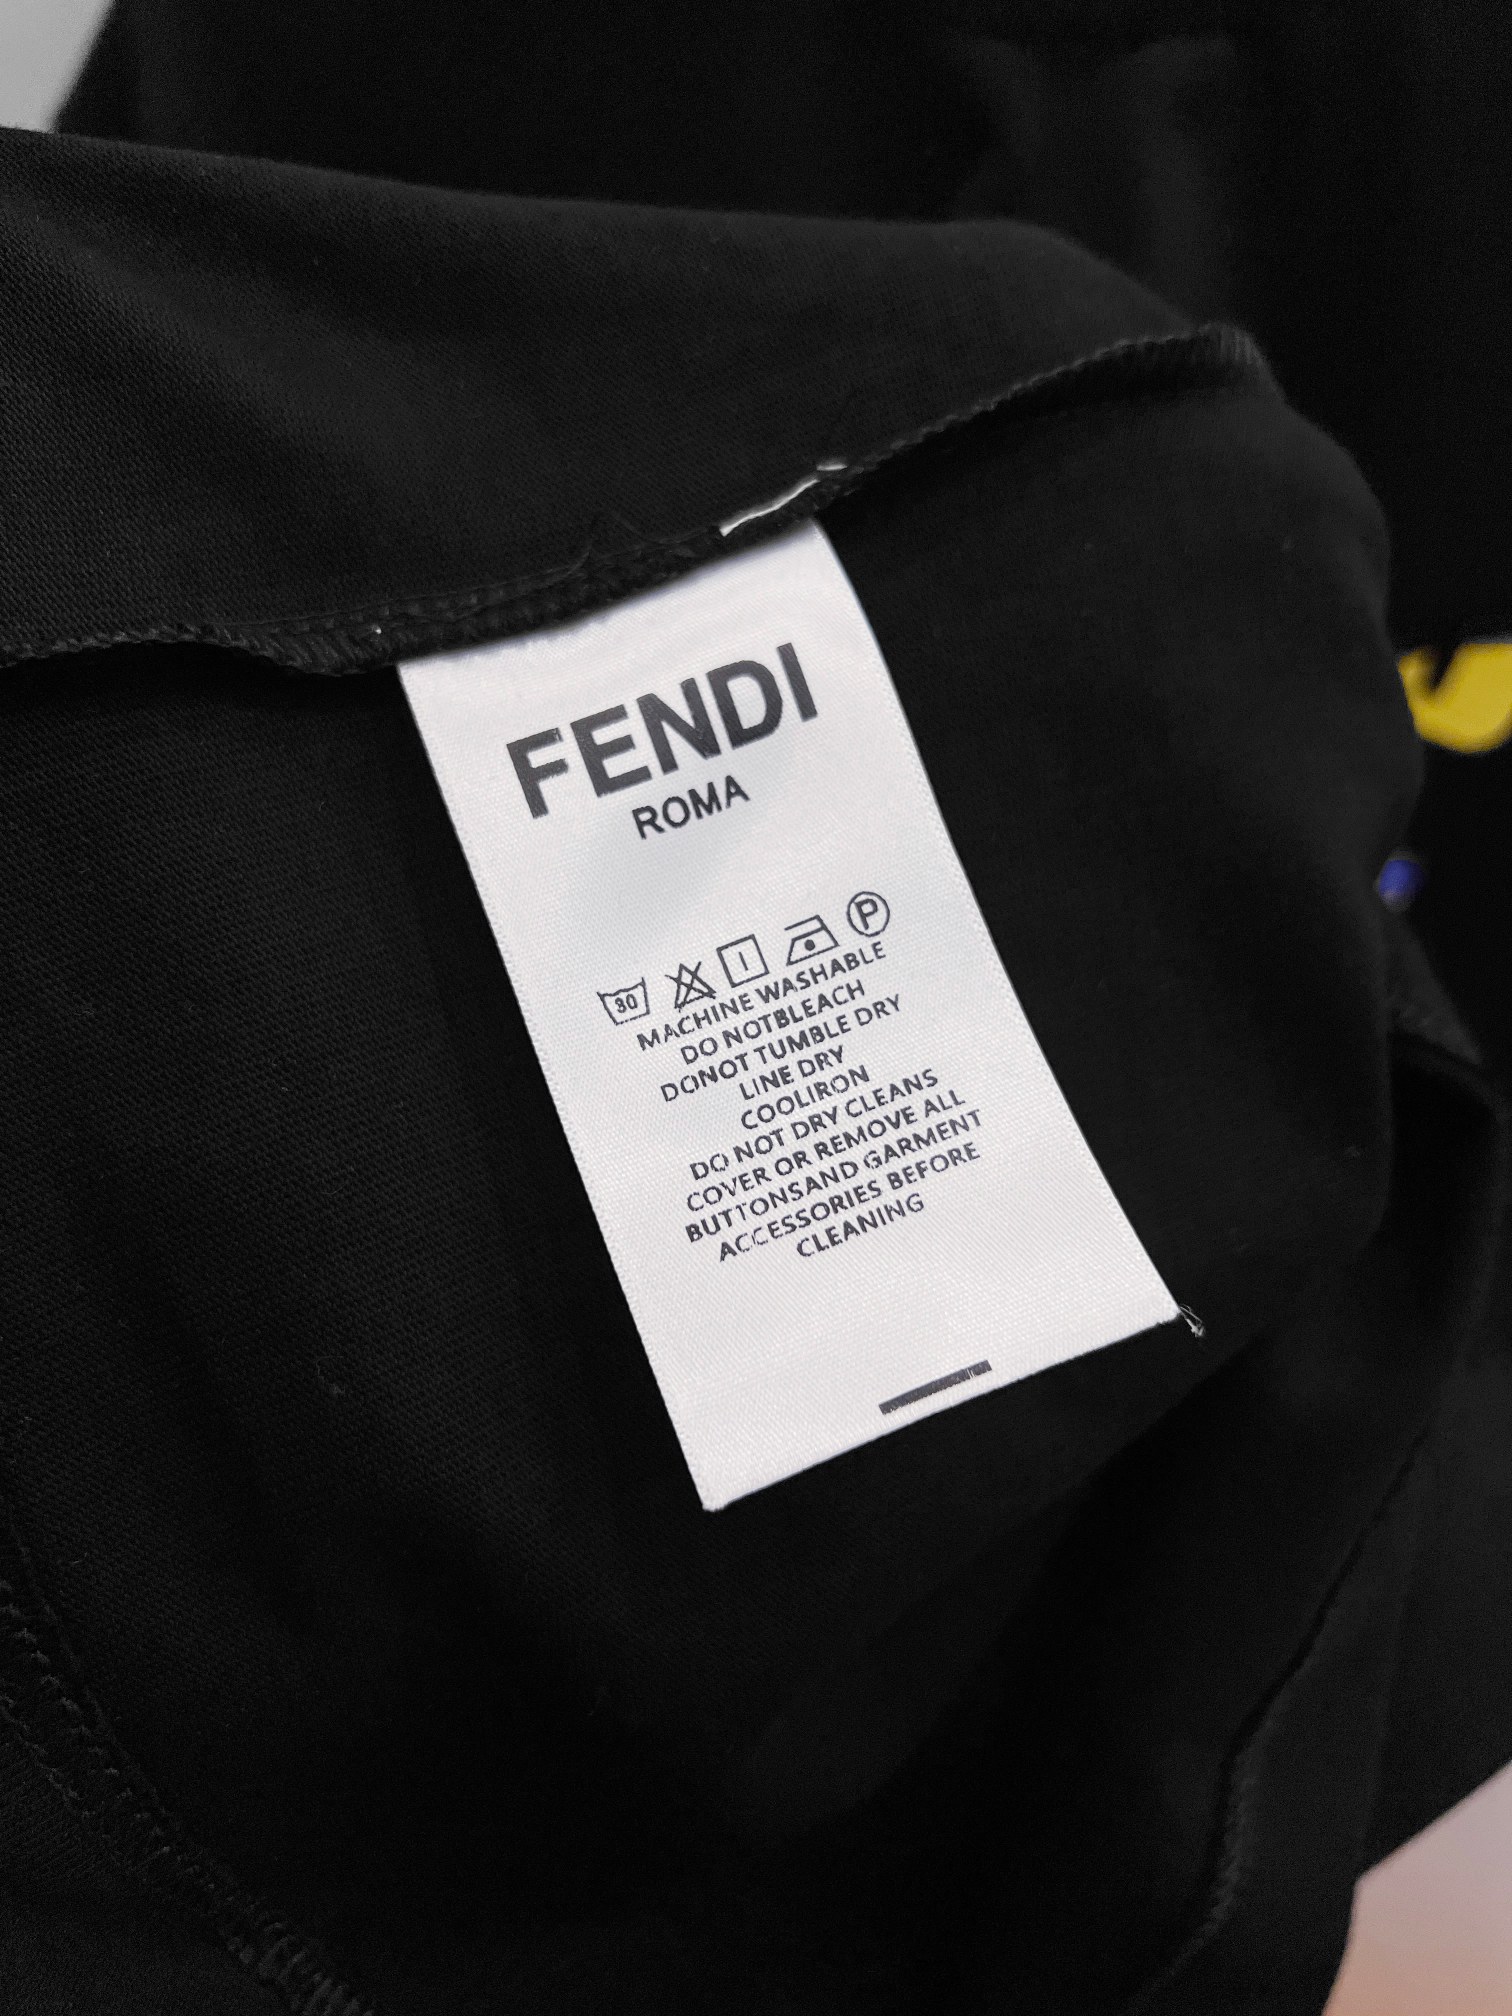 FENDI
ROMA
30 P
MACHINE WASHABLE
DO NOTBLEACH
DONOT TUMBLE DRY
LINE DRY
COOLIRON
DO NOT DRY CLEANS
COVER OR REMOVE ALL
BUTTONSAND GARMENT
ACCESSORIES BEFORE
CLEANING